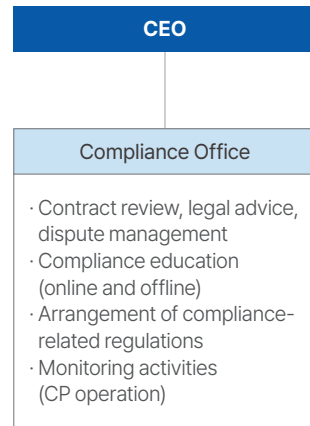 CEO
Compliance Office
· Contract review, legal advice,
dispute management
· Compliance education
(online and offline)
· Arrangement of compliance-
related regulations
· Monitoring activities
(CP operation)